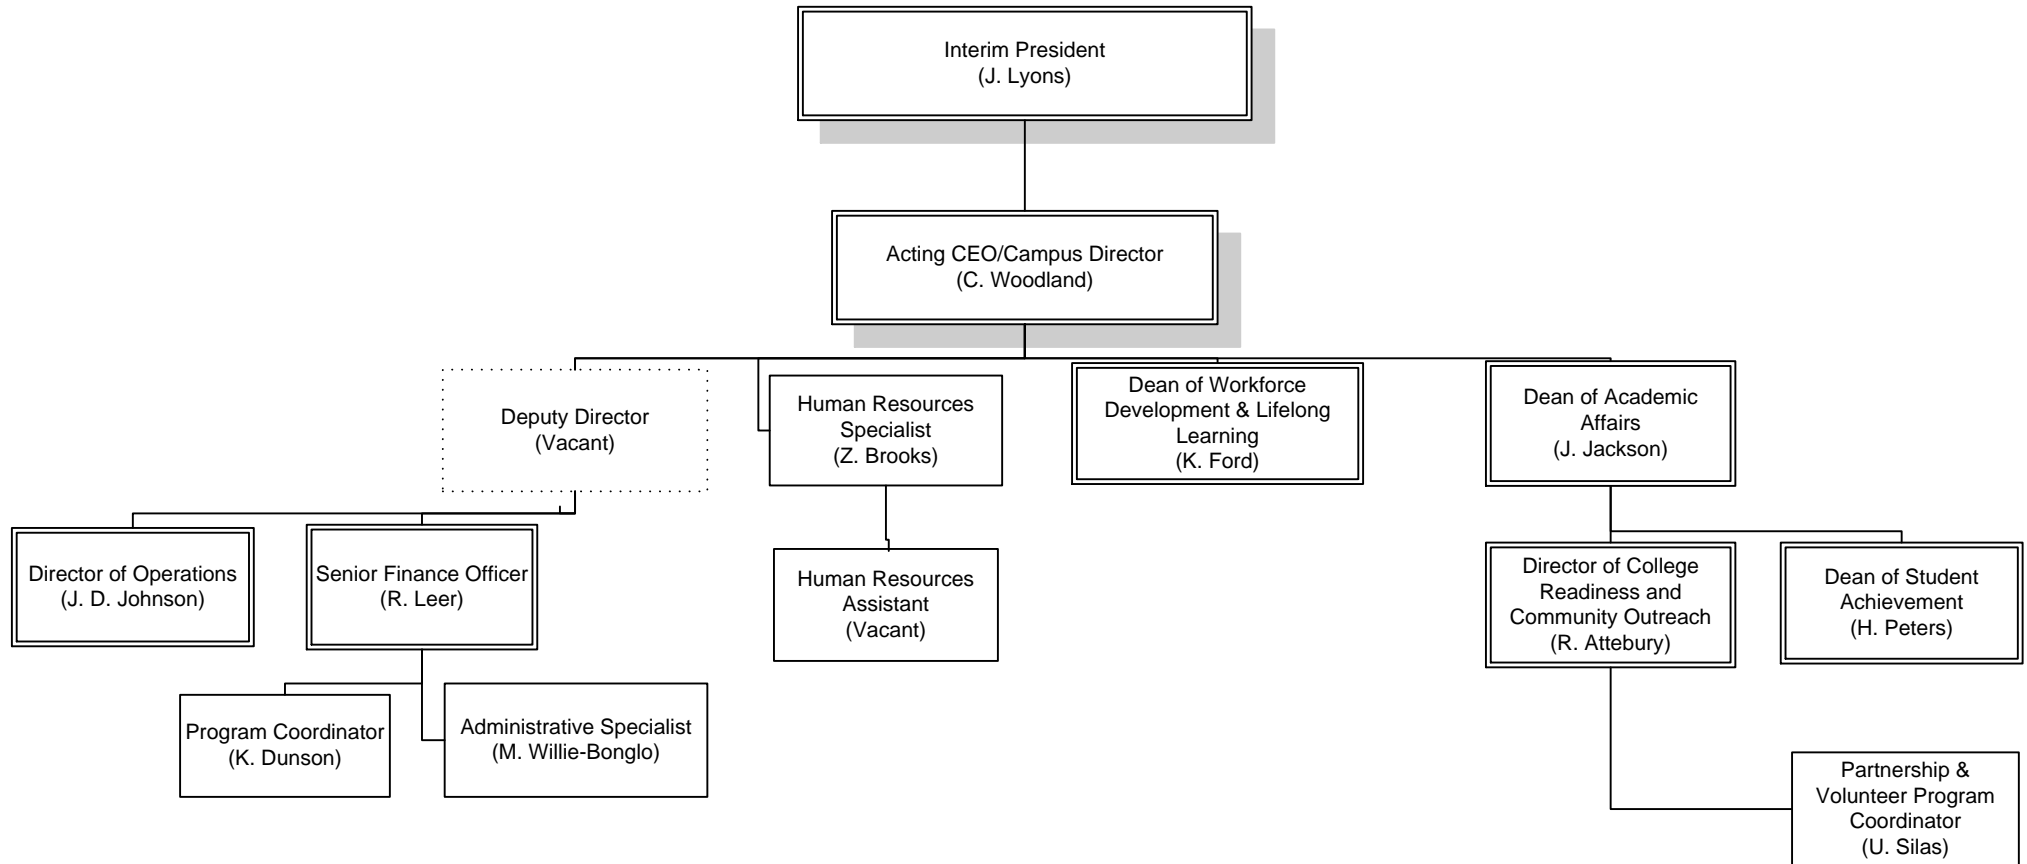 Interim President
(J. Lyons)
Acting CEO/Campus Director
(C. Woodland)
Deputy Director
(Vacant)
Human Resources
Specialist
(Z. Brooks)
Dean of Workforce
Development & Lifelong
Learning
(K. Ford)
Dean of Academic
Affairs
(J. Jackson)
Director of Operations
(J. D. Johnson)
Senior Finance Officer
(R. Leer)
Human Resources
Assistant
(Vacant)
Director of College
Readiness and
Community Outreach
(R. Attebury)
Dean of Student
Achievement
(H. Peters)
Program Coordinator
(K. Dunson)
Administrative Specialist
(M. Willie-Bonglo)
Partnership &
Volunteer Program
Coordinator
(U. Silas)